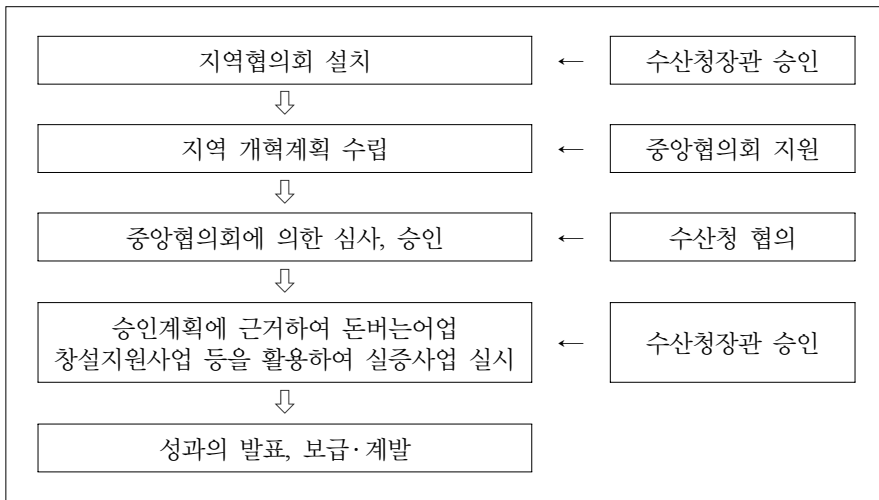 지역협의회 설치 ← 수산청장관 승인
⇩
지역 개혁계획 수립 ← 중앙협의회 지원
⇩
중앙협의회에 의한 심사, 승인 ← 수산청 협의
⇩
승인계획에 근거하여 돈버는어업
창설지원사업 등을 활용하여 실증사업 실시 ← 수산청장관 승인
⇩
성과의 발표, 보급·계발